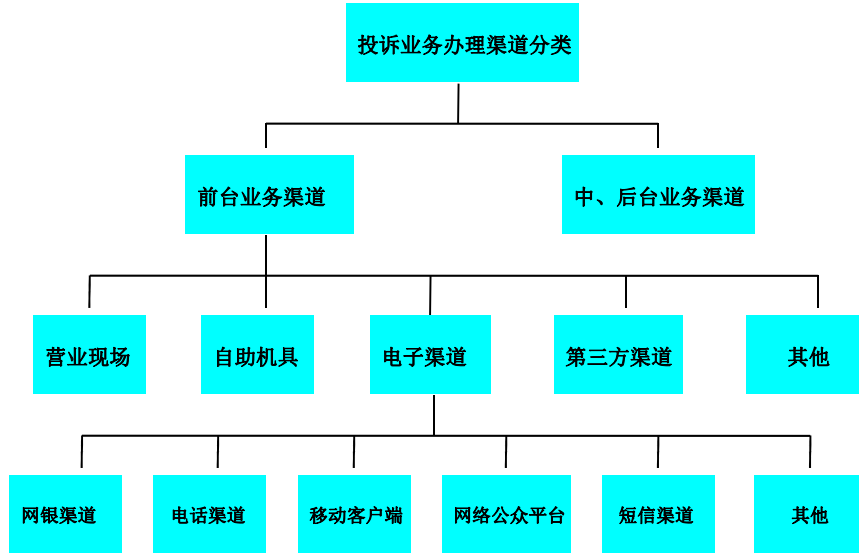 投诉业务办理渠道分类
前台业务渠道
中、后台业务渠道
营业现场
自助机具
电子渠道
第三方渠道
其他
网银渠道
电话渠道
移动客户端
网络公众平台
短信渠道
其他